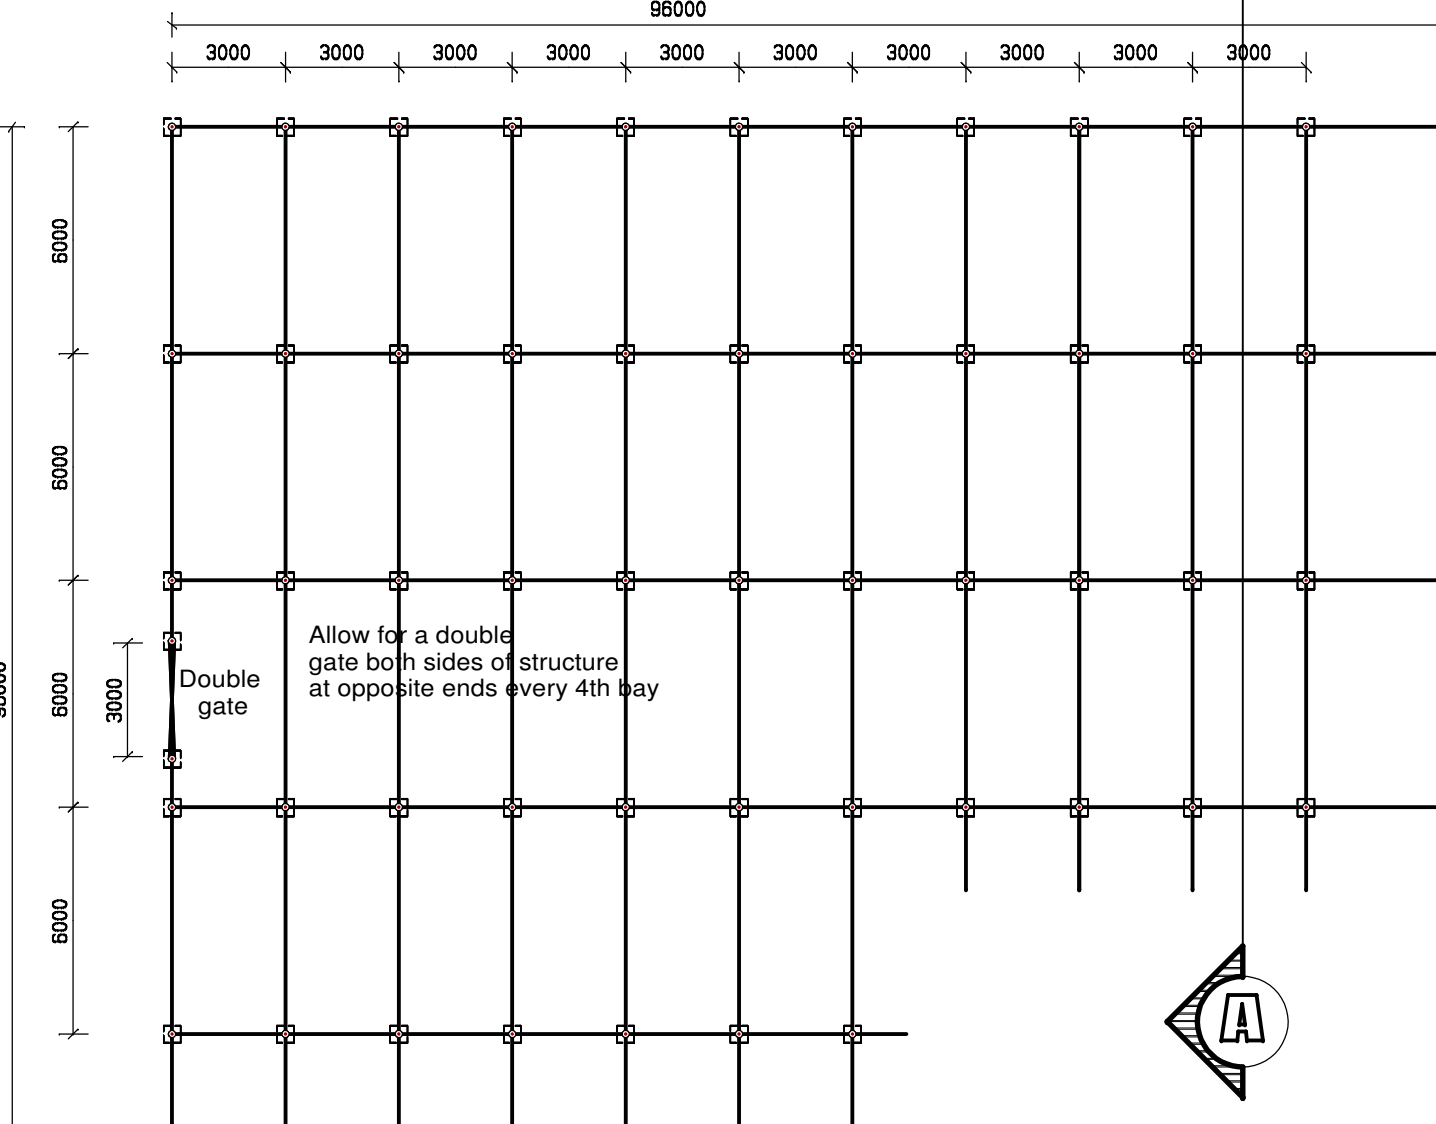 96000
3000 3000 3000 3000 3000 3000 3000 3000 3000 3000
6000
6000
Allow for a double
gate both sides of structure
at opposite ends every 4th bay
Double
gate
3000
6000
6000
A